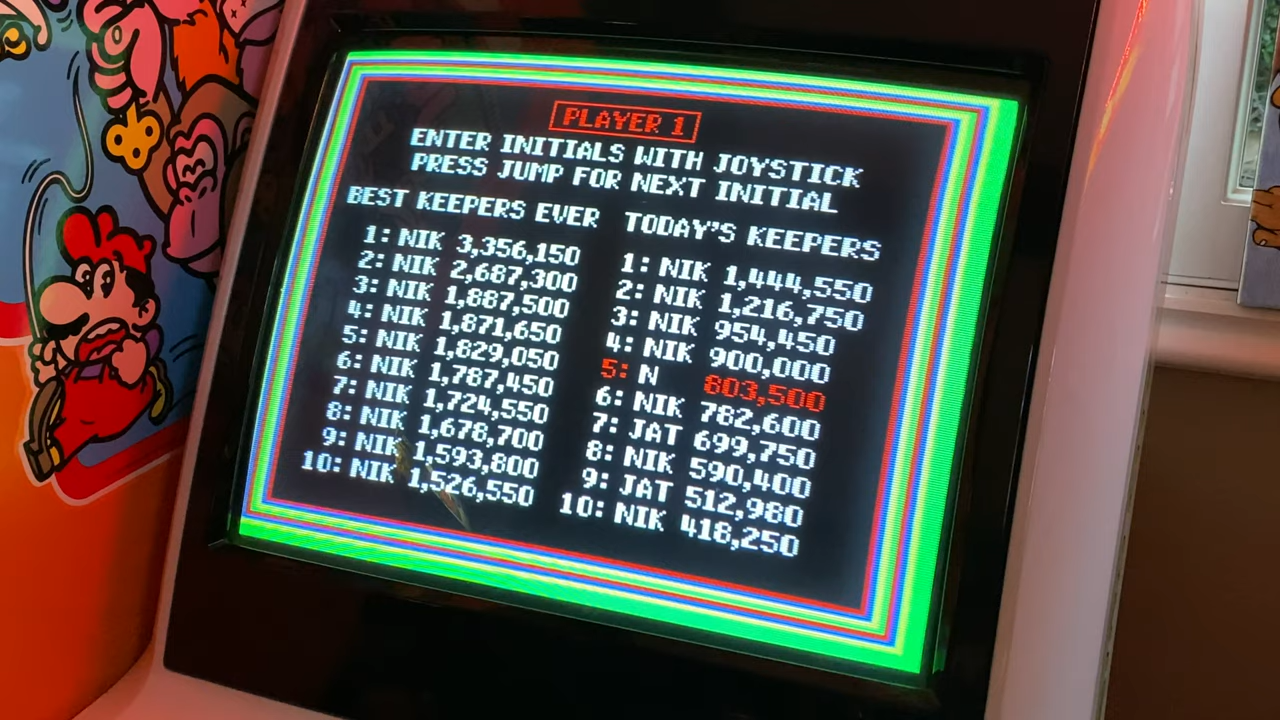 PLAYER 1
ENTER INITIALS WITH JOYSTICK
PRESS JUMP FOR NEXT INITIAL
BEST KEEPERS EVER
1: NIK 3,356,150
2: NIK 2,687,300
3: NIK 1,887,500
4: NIK 1,871,650
5: NIK 1,829,050
6: NIK 1,787,450
7: NIK 1,724,550
8: NIK 1,678,700
9: NIK 1,593,800
10: NIK 1,526,550
TODAY'S KEEPERS
1: NIK 1,444,550
2: NIK 1,216,750
3: NIK 954,450
4: NIK 900,000
5: N 803,500
6: NIK 782,600
7: JAT 699,750
8: NIK 590,400
9: JAT 512,980
10: NIK 418,250